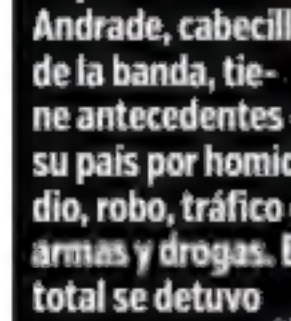 Andrade, cabecill
de la banda, tie-
ne antecedentes
su país por homic
dio, robo, tráfico
armas y drogas. E
total se detuvo